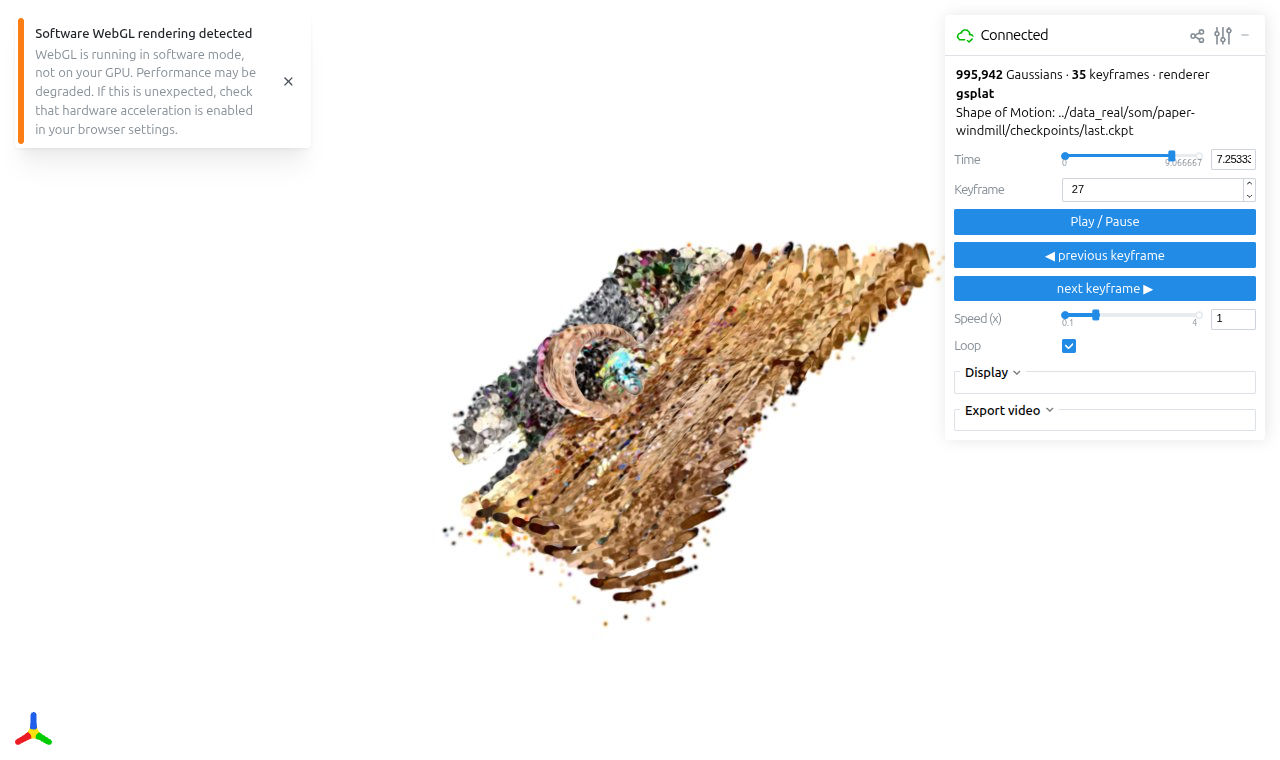 Software WebGL rendering detected
WebGL is running in software mode,
not on your GPU. Performance may be
degraded. If this is unexpected, check
that hardware acceleration is enabled
in your browser settings.
Connected
995,942 Gaussians · 35 keyframes · renderer
gsplat
Shape of Motion: ../data_real/som/paper-
windmill/checkpoints/last.ckpt
Time
0
9.066667
Keyframe
27
Play / Pause
◀ previous keyframe
next keyframe ▶
Speed (x)
0.1
4
1
Loop
Display
Export video